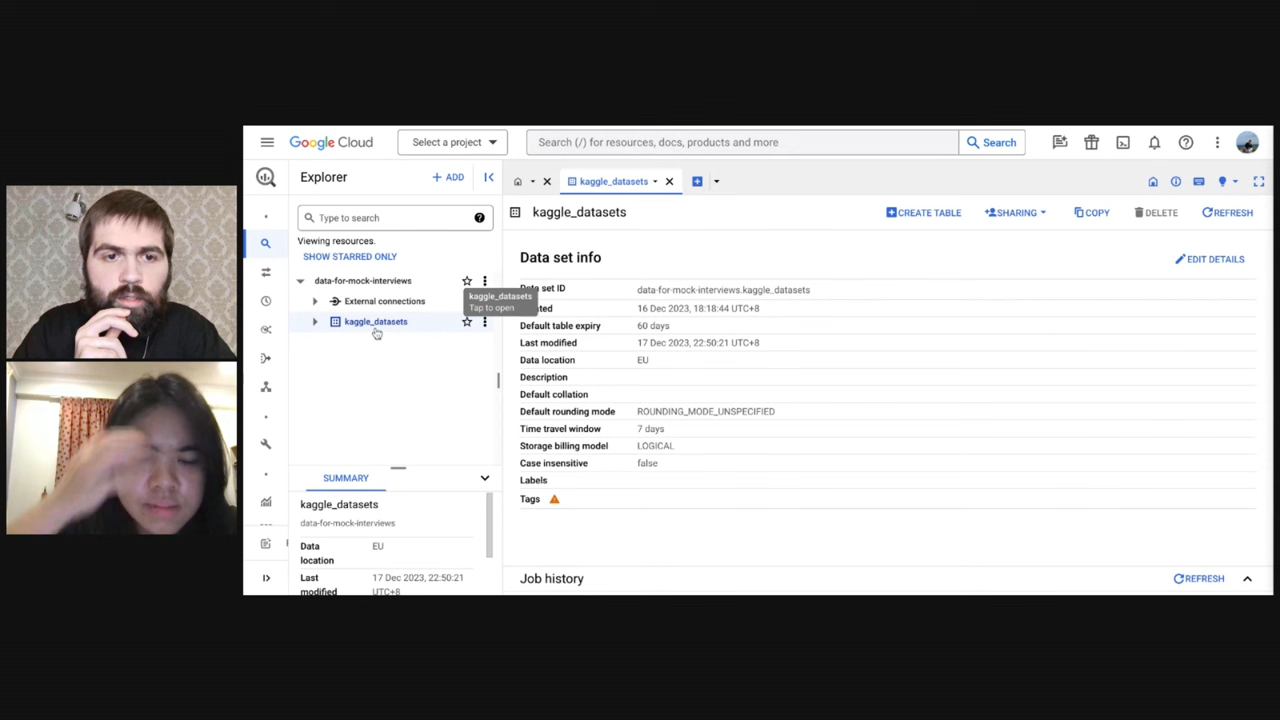 Google Cloud
Select a project
Search (/) for resources, docs, products and more
Search
Explorer
+ ADD
kaggle_datasets
Type to search
Viewing resources.
SHOW STARRED ONLY
data-for-mock-interviews
External connections
kaggle_datasets
kaggle_datasets
Tap to open
SUMMARY
kaggle_datasets
data-for-mock-interviews
Data location EU
Last modified 17 Dec 2023, 22:50:21 UTC+8
kaggle_datasets
CREATE TABLE
SHARING
COPY
DELETE
REFRESH
Data set info
EDIT DETAILS
set ID data-for-mock-interviews.kaggle_datasets
16 Dec 2023, 18:18:44 UTC+8
Default table expiry 60 days
Last modified 17 Dec 2023, 22:50:21 UTC+8
Data location EU
Description
Default collation
Default rounding mode ROUNDING_MODE_UNSPECIFIED
Time travel window 7 days
Storage billing model LOGICAL
Case insensitive false
Labels
Tags
Job history
REFRESH